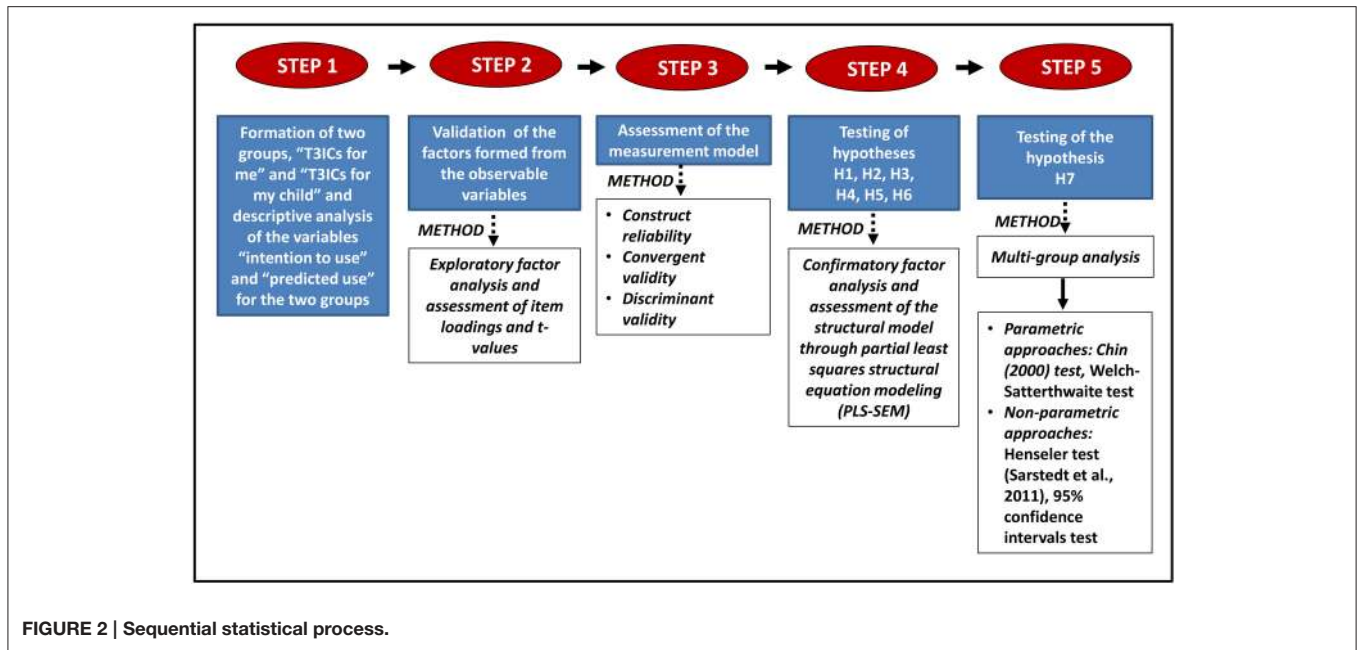 STEP 1
STEP 2
STEP 3
STEP 4
STEP 5
Formation of two
groups, "T3ICs for
me" and "T3ICs for
my child" and
descriptive analysis
of the variables
"intention to use"
and "predicted use"
for the two groups
Validation of the
factors formed from
the observable
variables
METHOD
Exploratory factor
analysis and
assessment of item
loadings and t-
values
Assessment of the
measurement model
METHOD
• Construct
reliability
• Convergent
validity
• Discriminant
validity
Testing of
hypotheses
H1, H2, H3,
H4, H5, H6
METHOD
Confirmatory factor
analysis and
assessment of the
structural model
through partial least
squares structural
equation modeling
(PLS-SEM)
Testing of the
hypothesis
H7
METHOD
Multi-group analysis
• Parametric
approaches: Chin
(2000) test, Welch-
Satterthwaite test
• Non-parametric
approaches:
Henseler test
(Sarstedt et al.,
2011), 95%
confidence
intervals test
FIGURE 2 | Sequential statistical process.